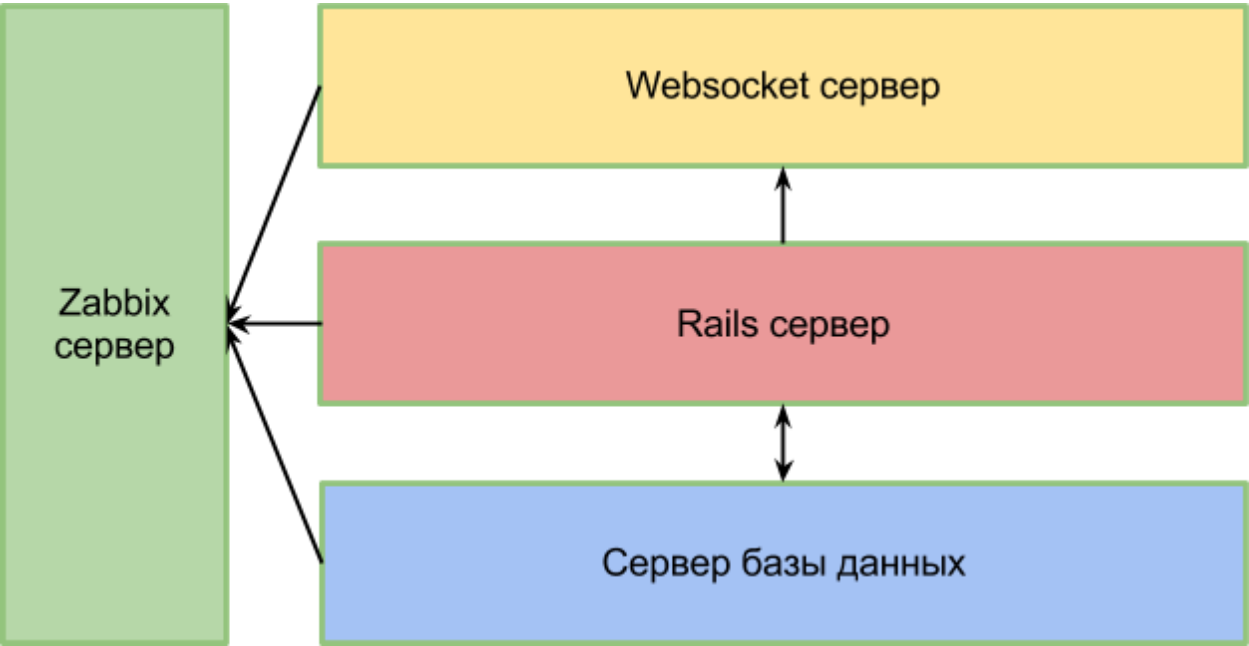 Websocket сервер
Zabbix
сервер
Rails сервер
Сервер базы данных